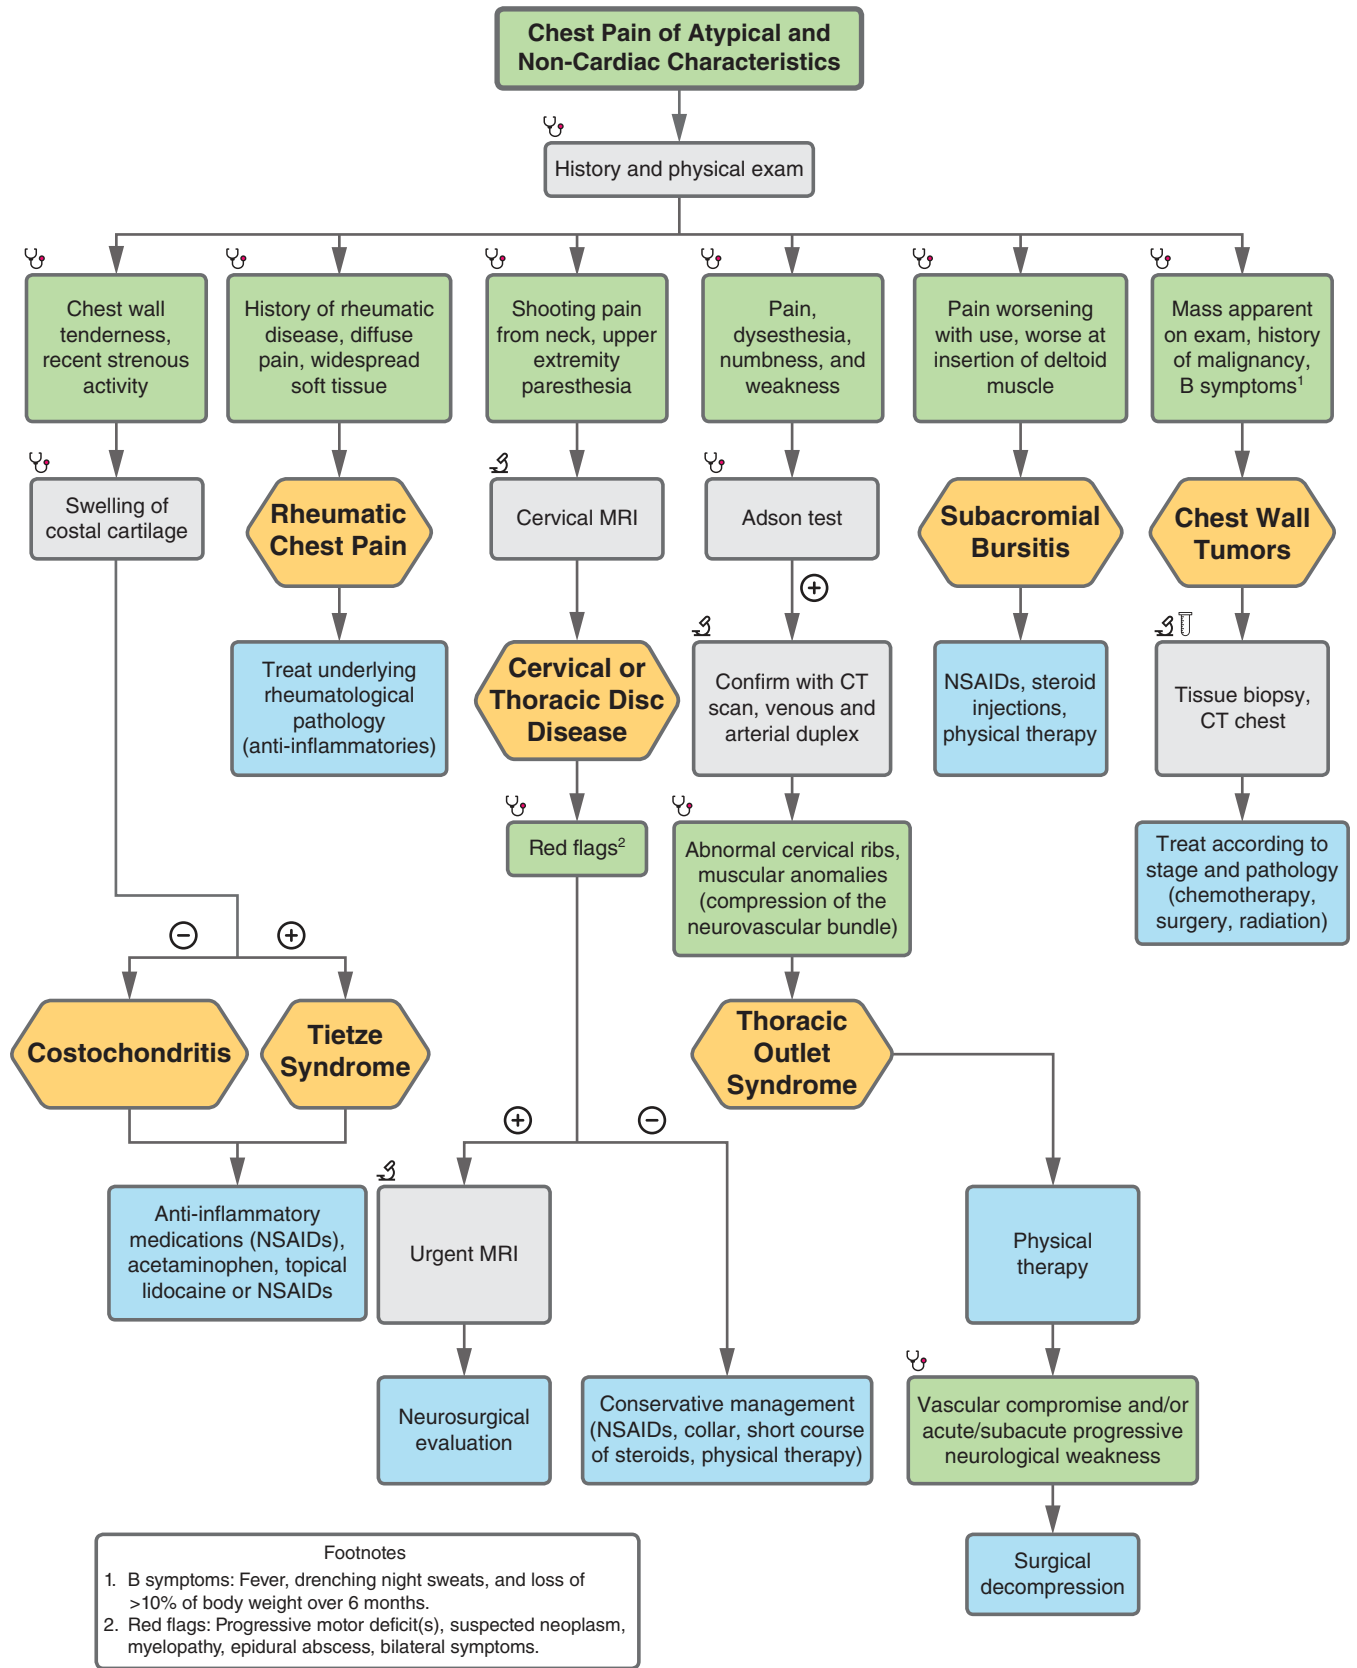 Chest Pain of Atypical and
Non-Cardiac Characteristics
History and physical exam
Chest wall
tenderness,
recent strenous
activity
History of rheumatic
disease, diffuse
pain, widespread
soft tissue
Shooting pain
from neck, upper
extremity
paresthesia
Pain,
dysesthesia,
numbness, and
weakness
Pain worsening
with use, worse at
insertion of deltoid
muscle
Mass apparent
on exam, history
of malignancy,
B symptoms1
Swelling of
costal cartilage
Rheumatic
Chest Pain
Cervical MRI
Adson test
Subacromial
Bursitis
Chest Wall
Tumors
+
Treat underlying
rheumatological
pathology
(anti-inflammatories)
Cervical or
Thoracic Disc
Disease
Confirm with CT
scan, venous and
arterial duplex
NSAIDs, steroid
injections,
physical therapy
Tissue biopsy,
CT chest
Red flags2
Abnormal cervical ribs,
muscular anomalies
(compression of the
neurovascular bundle)
Treat according to
stage and pathology
(chemotherapy,
surgery, radiation)
−
+
Costochondritis
Tietze
Syndrome
Thoracic
Outlet
Syndrome
+
−
Anti-inflammatory
medications (NSAIDs),
acetaminophen, topical
lidocaine or NSAIDs
Urgent MRI
Physical
therapy
Neurosurgical
evaluation
Conservative management
(NSAIDs, collar, short course
of steroids, physical therapy)
Vascular compromise and/or
acute/subacute progressive
neurological weakness
Surgical
decompression
Footnotes
1. B symptoms: Fever, drenching night sweats, and loss of
>10% of body weight over 6 months.
2. Red flags: Progressive motor deficit(s), suspected neoplasm,
myelopathy, epidural abscess, bilateral symptoms.